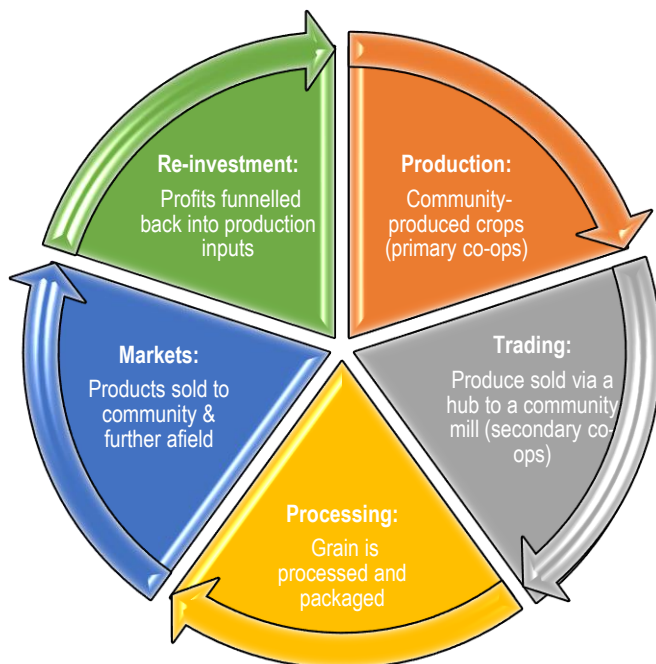 Re-investment:
Profits funnelled
back into production
inputs
Production:
Community-
produced crops
(primary co-ops)
Trading:
Produce sold via a
hub to a community
mill (secondary co-
ops)
Processing:
Grain is
processed and
packaged
Markets:
Products sold to
community &
further afield